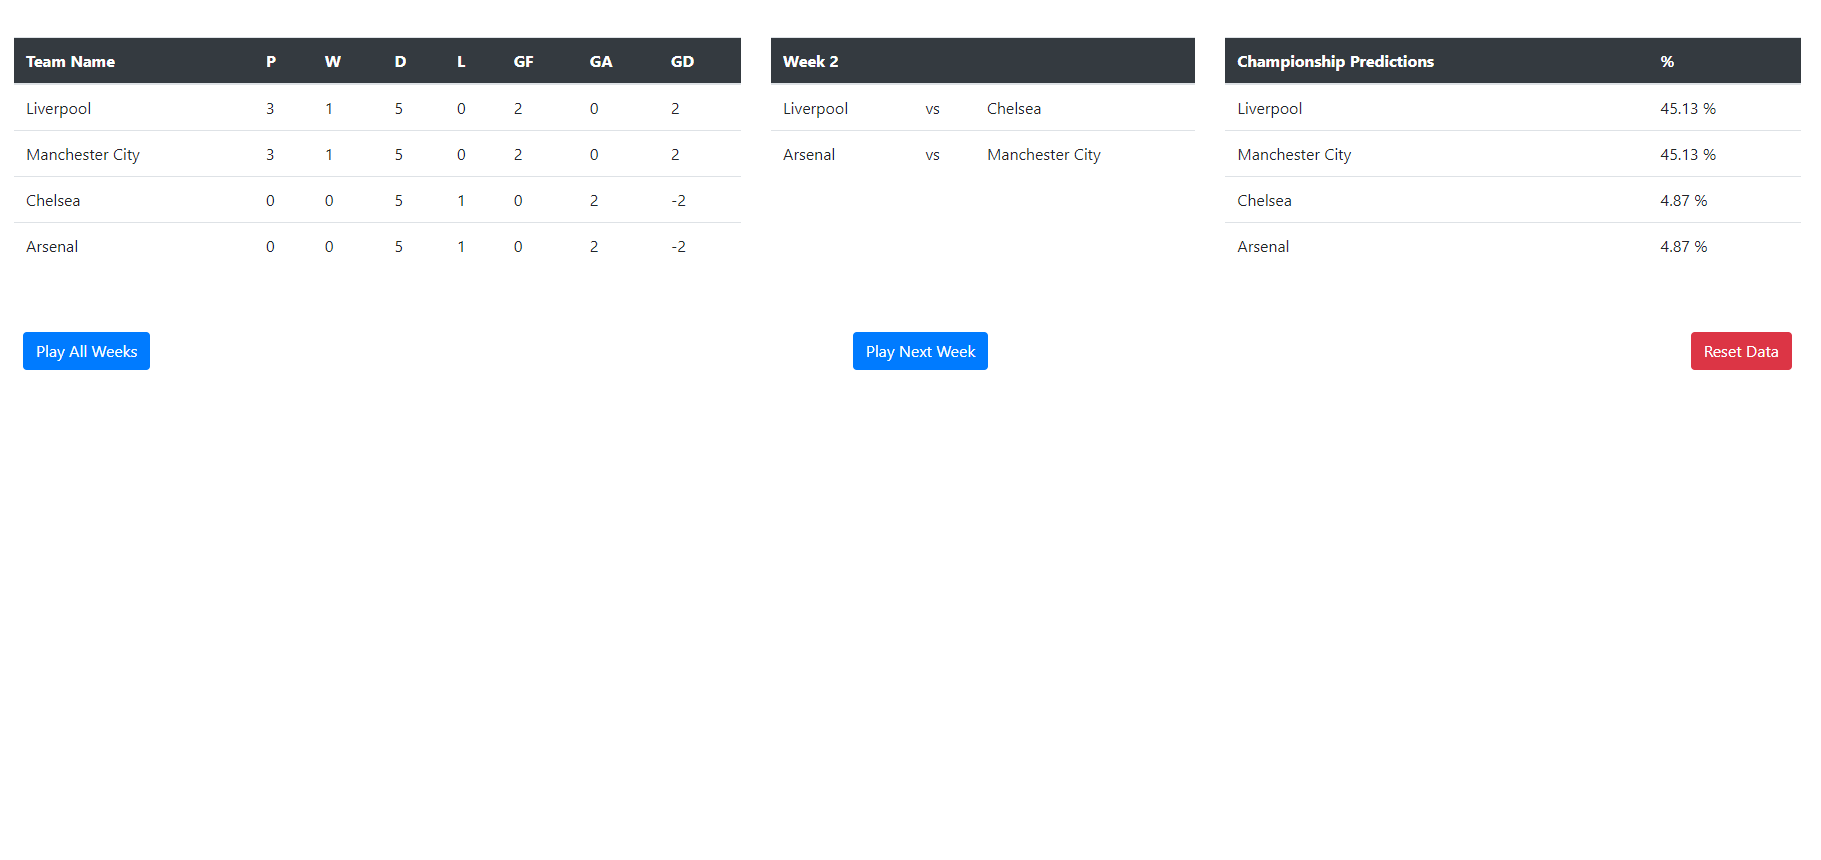 Team Name P W D L GF GA GD
Liverpool 3 1 5 0 2 0 2
Manchester City 3 1 5 0 2 0 2
Chelsea 0 0 5 1 0 2 -2
Arsenal 0 0 5 1 0 2 -2
Week 2
Liverpool vs Chelsea
Arsenal vs Manchester City
Championship Predictions %
Liverpool 45.13 %
Manchester City 45.13 %
Chelsea 4.87 %
Arsenal 4.87 %
Play All Weeks
Play Next Week
Reset Data